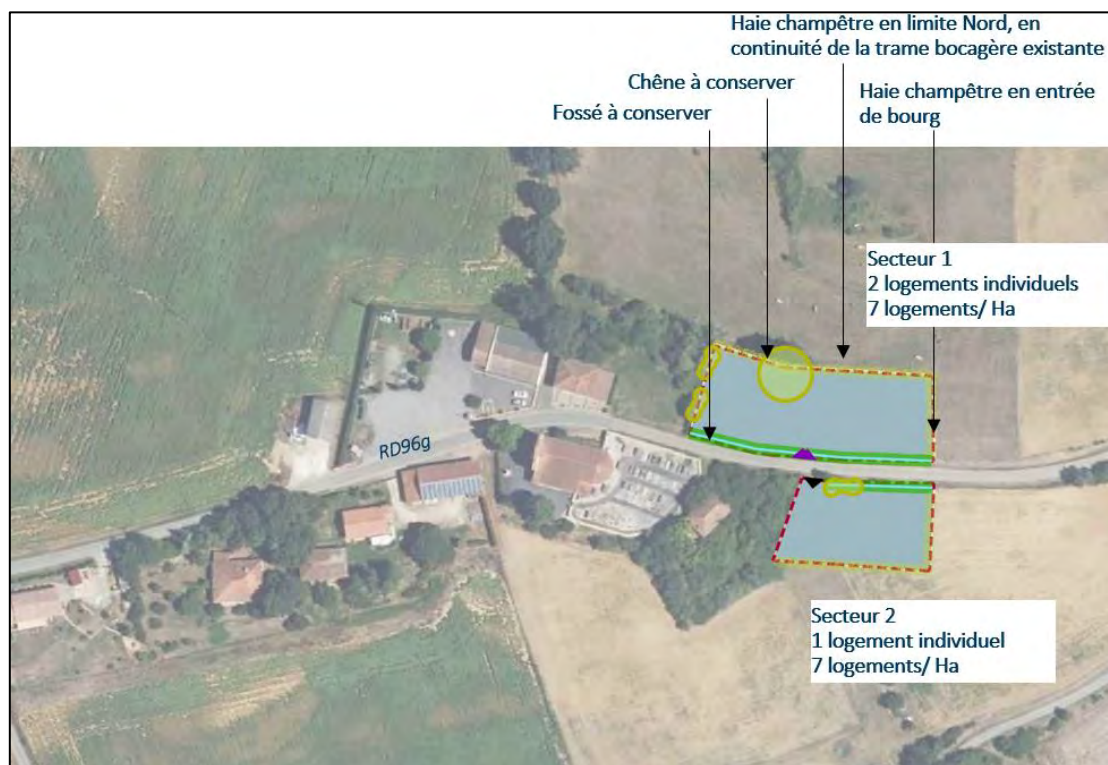 Haie champêtre en limite Nord, en
continuité de la trame bocagère existante
Chêne à conserver
Haie champêtre en entrée
de bourg
Fossé à conserver
Secteur 1
2 logements individuels
7 logements/ Ha
RD96g
Secteur 2
1 logement individuel
7 logements/ Ha